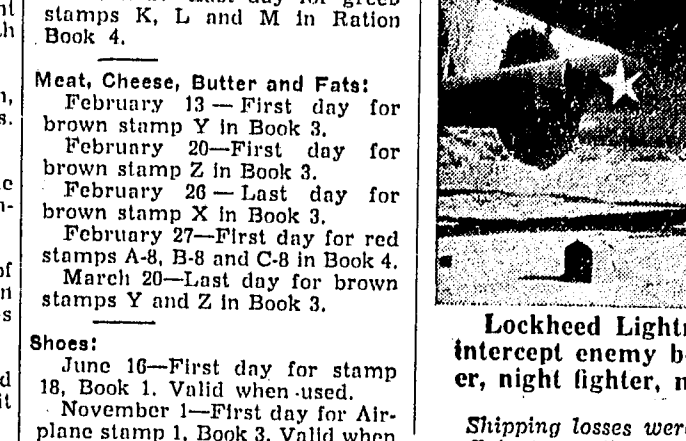 stamps K, L and M in Ration
Book 4.
Meat, Cheese, Butter and Fats:
February 13 — First day for
brown stamp Y in Book 3.
February 20—First day for
brown stamp Z in Book 3.
February 26 — Last day for
brown stamp X in Book 3.
February 27—First day for red
stamps A-8, B-8 and C-8 in Book 4.
March 20—Last day for brown
stamps Y and Z in Book 3.
Shoes:
June 16—First day for stamp
18, Book 1. Valid when used.
November 1—First day for Air-
plane stamp 1, Book 3. Valid when
Lockheed
intercept enemy
er, night fighter,
Shipping losses